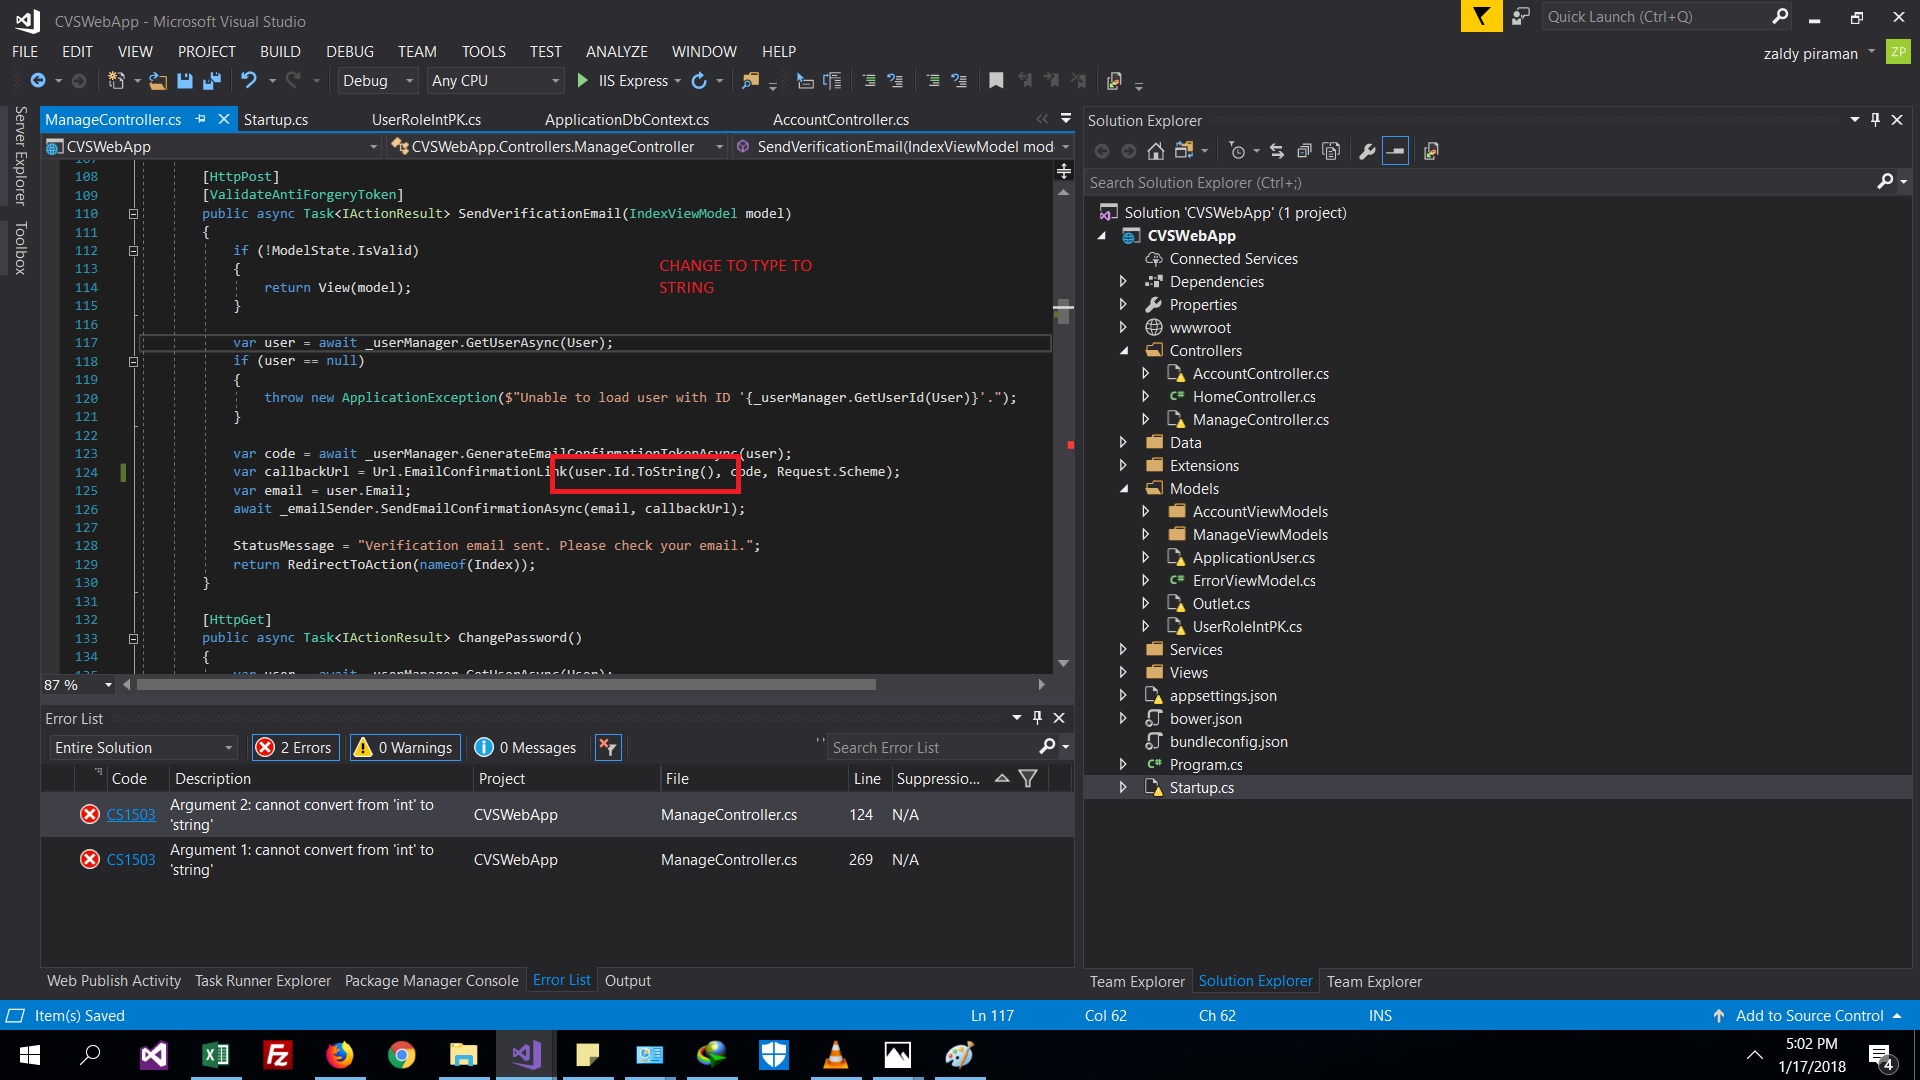 CVSWebApp - Microsoft Visual Studio
Quick Launch (Ctrl+Q)
FILE EDIT VIEW PROJECT BUILD DEBUG TEAM TOOLS TEST ANALYZE WINDOW HELP
zaldy piraman ZP
Debug Any CPU IIS Express
Server Explorer
Toolbox
ManageController.cs Startup.cs UserRoleIntPK.cs ApplicationDbContext.cs AccountController.cs
CVSWebApp CVSWebApp.Controllers.ManageController SendVerificationEmail(IndexViewModel mod
107
108 [HttpPost]
109 [ValidateAntiForgeryToken]
110 public async Task<IActionResult> SendVerificationEmail(IndexViewModel model)
111 {
112 if (!ModelState.IsValid)
113 {
114 return View(model);
115 }
116
117 var user = await _userManager.GetUserAsync(User);
118 if (user == null)
119 {
120 throw new ApplicationException($"Unable to load user with ID '{_userManager.GetUserId(User)}'.");
121 }
122
123 var code = await _userManager.GenerateEmailConfirmationTokenAsync(user);
124 var callbackUrl = Url.EmailConfirmationLink(user.Id.ToString(), code, Request.Scheme);
125 var email = user.Email;
126 await _emailSender.SendEmailConfirmationAsync(email, callbackUrl);
127
128 StatusMessage = "Verification email sent. Please check your email.";
129 return RedirectToAction(nameof(Index));
130 }
131
132 [HttpGet]
133 public async Task<IActionResult> ChangePassword()
134 {
135 var user = await _userManager.GetUserAsync(User);
CHANGE TO TYPE TO
STRING
87 %
Error List
Entire Solution 2 Errors 0 Warnings 0 Messages Search Error List
Code Description Project File Line Suppressio...
CS1503 Argument 2: cannot convert from 'int' to
'string' CVSWebApp ManageController.cs 124 N/A
CS1503 Argument 1: cannot convert from 'int' to
'string' CVSWebApp ManageController.cs 269 N/A
Web Publish Activity Task Runner Explorer Package Manager Console Error List Output
Solution Explorer
Search Solution Explorer (Ctrl+;)
Solution 'CVSWebApp' (1 project)
CVSWebApp
Connected Services
Dependencies
Properties
wwwroot
Controllers
AccountController.cs
C# HomeController.cs
ManageController.cs
Data
Extensions
Models
AccountViewModels
ManageViewModels
ApplicationUser.cs
C# ErrorViewModel.cs
Outlet.cs
UserRoleIntPK.cs
Services
Views
appsettings.json
bower.json
bundleconfig.json
C# Program.cs
Startup.cs
Team Explorer Solution Explorer Team Explorer
Item(s) Saved Ln 117 Col 62 Ch 62 INS Add to Source Control
5:02 PM
1/17/2018
4